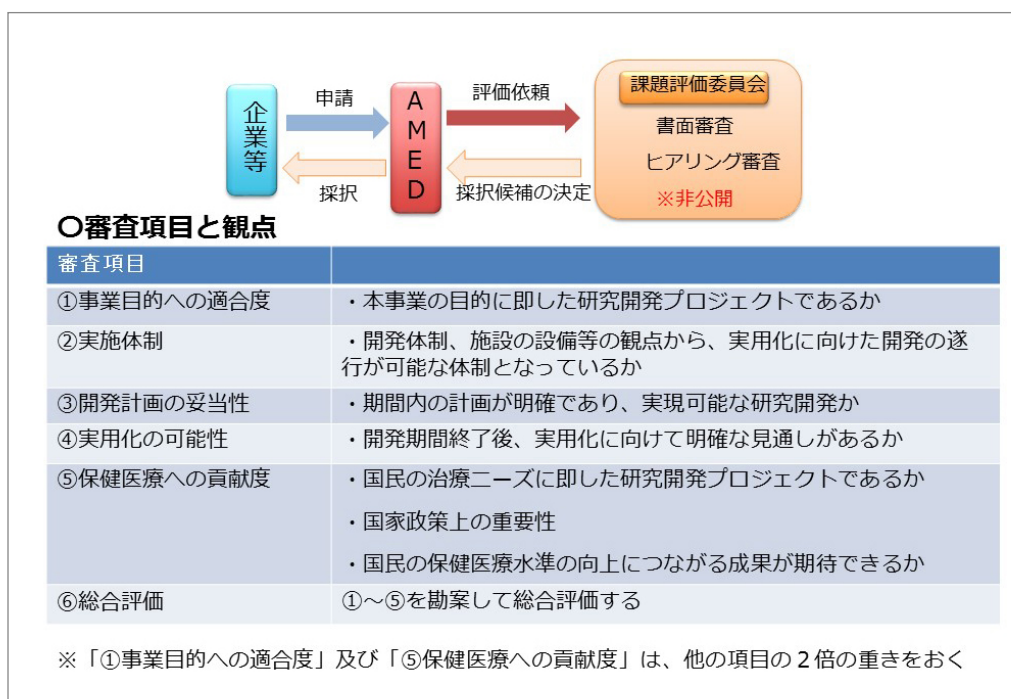 企業等
申請
採択
AMED
評価依頼
採択候補の決定
課題評価委員会
書面審査
ヒアリング審査
※非公開
〇審査項目と観点
審査項目
①事業目的への適合度
・本事業の目的に即した研究開発プロジェクトであるか
②実施体制
・開発体制、施設の設備等の観点から、実用化に向けた開発の遂
行が可能な体制となっているか
③開発計画の妥当性
・期間内の計画が明確であり、実現可能な研究開発か
④実用化の可能性
・開発期間終了後、実用化に向けて明確な見通しがあるか
⑤保健医療への貢献度
・国民の治療ニーズに即した研究開発プロジェクトであるか
・国家政策上の重要性
・国民の保健医療水準の向上につながる成果が期待できるか
⑥総合評価
①～⑤を勘案して総合評価する
※「①事業目的への適合度」及び「⑤保健医療への貢献度」は、他の項目の２倍の重きをおく